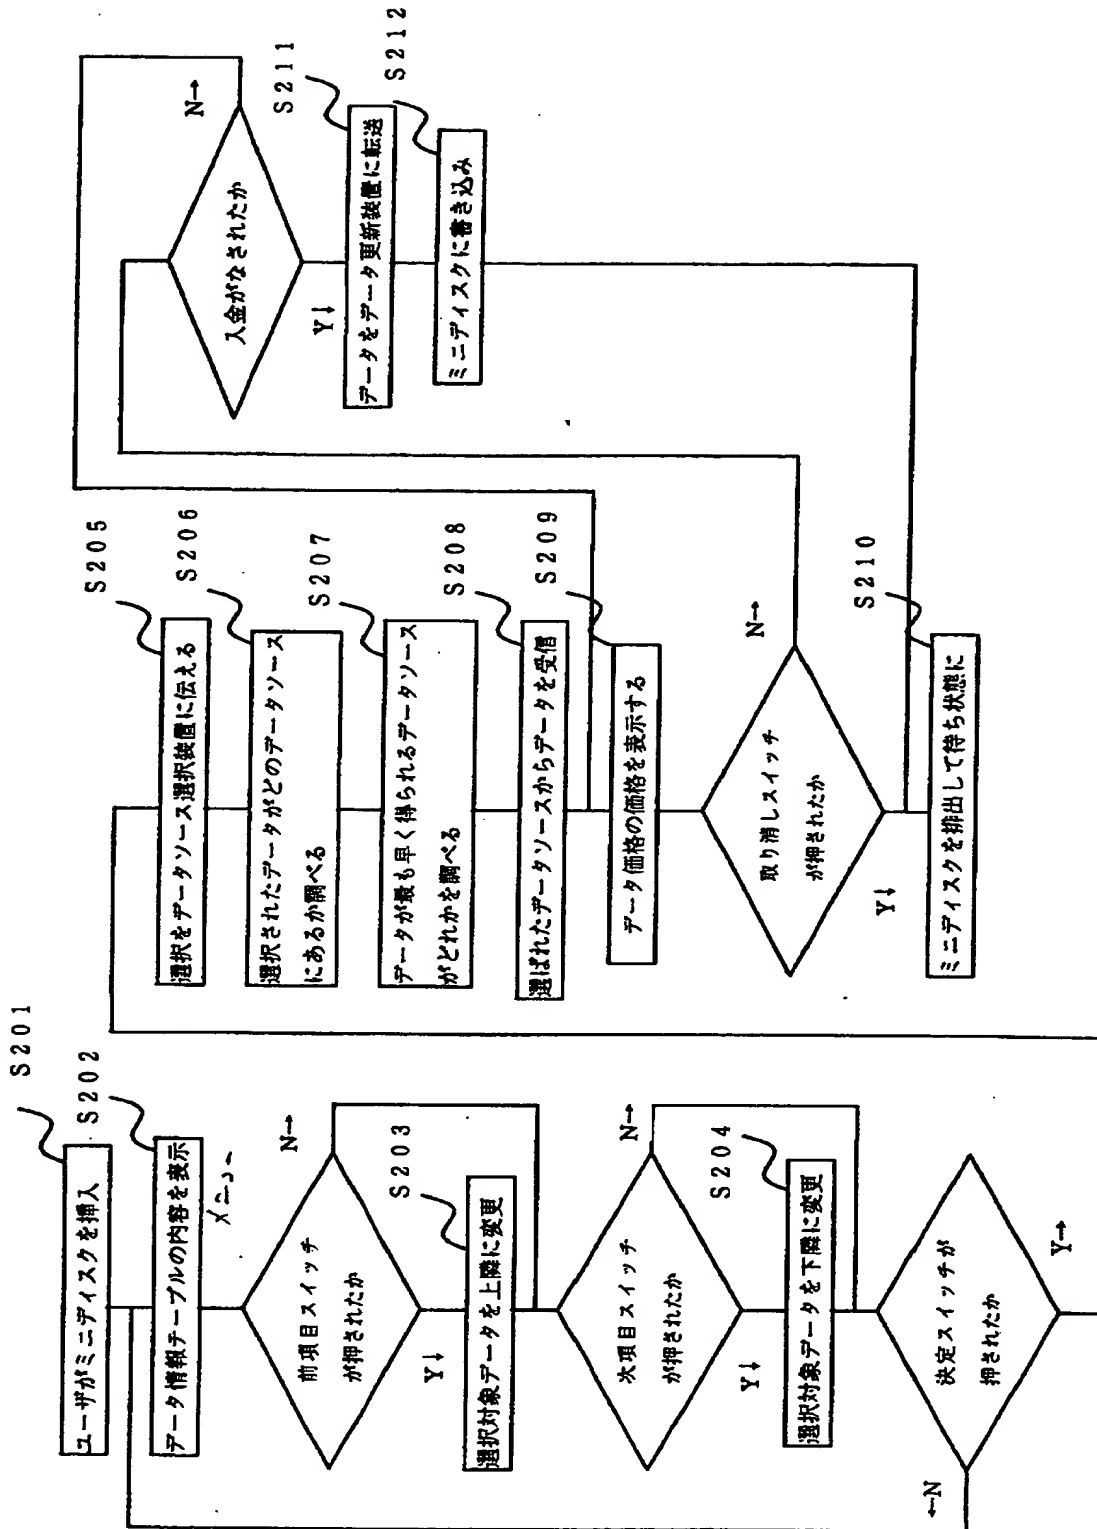 S201
ユーザがミニディスクを挿入
S202
データ情報テーブルの内容を表示
メニュー
前項目スイッチ
が押されたか
N→
Y↓
S203
選択対象データを上隣に変更
次項目スイッチ
が押されたか
N→
Y↓
S204
選択対象データを下隣に変更
決定スイッチが
押されたか
←N
Y→
S205
選択をデータソース選択装置に伝える
S206
選択されたデータがどのデータソース
にあるか調べる
S207
データが最も早く得られるデータソース
がどれかを調べる
S208
選ばれたデータソースからデータを受信
S209
データ価格の価格を表示する
取り消しスイッチ
が押されたか
N→
Y↓
S210
ミニディスクを排出して待ち状態に
入金がなされたか
N→
Y↓
S211
データをデータ更新装置に転送
S212
ミニディスクに書き込み